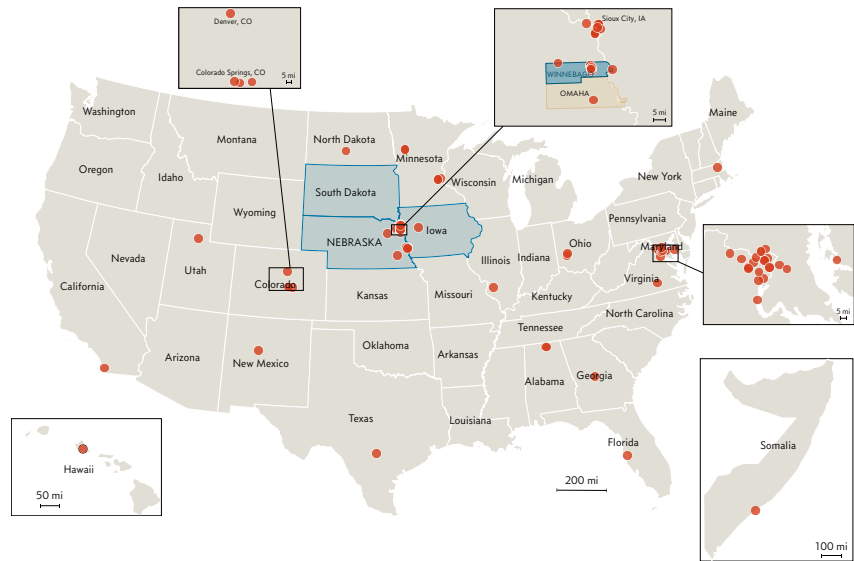 Denver, CO
Colorado Springs, CO
5 mi
Sioux City, IA
WINNEBAGO
OMAHA
5 mi
Washington
Montana
North Dakota
Minnesota
Maine
Oregon
Idaho
South Dakota
Wisconsin
Michigan
New York
Wyoming
Pennsylvania
NEBRASKA
Iowa
Nevada
Utah
Illinois
Indiana
Ohio
Maryland
California
Colorado
Kansas
Missouri
Kentucky
Virginia
5 mi
North Carolina
Tennessee
Arizona
New Mexico
Oklahoma
Arkansas
Alabama
Georgia
Texas
Louisiana
Florida
Somalia
Hawaii
50 mi
200 mi
100 mi